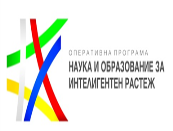 ОПЕРАТИВНА ПРОГРАМА
НАУКА И ОБРАЗОВАНИЕ ЗА
ИНТЕЛИГЕНТЕН РАСТЕЖ